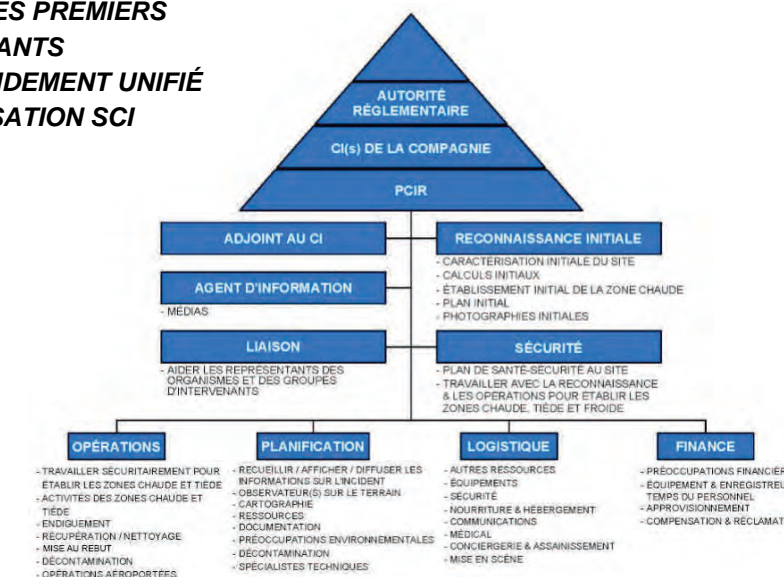 ES PREMIERS
ANTS
NDEMENT UNIFIÉ
SATION SCI
AUTORITÉ
RÉGLEMENTAIRE
CI(s) DE LA COMPAGNIE
PCIR
ADJOINT AU CI
RECONNAISSANCE INITIALE
- CARACTÉRISATION INITIALE DU SITE
- CALCULS INITIAUX
- ÉTABLISSEMENT INITIAL DE LA ZONE CHAUDE
- PLAN INITIAL
- PHOTOGRAPHIES INITIALES
AGENT D'INFORMATION
- MÉDIAS
LIAISON
- AIDER LES REPRÉSENTANTS DES
ORGANISMES ET DES GROUPES
D'INTERVENANTS
SÉCURITÉ
- PLAN DE SANTÉ-SÉCURITÉ AU SITE
- TRAVAILLER AVEC LA RECONNAISSANCE
& LES OPÉRATIONS POUR ÉTABLIR LES
ZONES CHAUDE, TIÈDE ET FROIDE
OPÉRATIONS
- TRAVAILLER SÉCURITAIREMENT POUR
ÉTABLIR LES ZONES CHAUDE ET TIÈDE
- ACTIVITÉS DES ZONES CHAUDE ET
TIÈDE
- ENDIGUEMENT
- RÉCUPÉRATION / NETTOYAGE
- MISE AU REBUT
- DÉCONTAMINATION
- OPÉRATIONS AÉROPORTÉES
PLANIFICATION
- RECUEILLIR / AFFICHER / DIFFUSER LES
INFORMATIONS SUR L'INCIDENT
- OBSERVATEUR(S) SUR LE TERRAIN
- CARTOGRAPHIE
- RESSOURCES
- DOCUMENTATION
- PRÉOCCUPATIONS ENVIRONNEMENTALES
- DÉCONTAMINATION
- SPÉCIALISTES TECHNIQUES
LOGISTIQUE
- AUTRES RESSOURCES
- ÉQUIPEMENTS
- SÉCURITÉ
- NOURRITURE & HÉBERGEMENT
- COMMUNICATIONS
- MÉDICAL
- CONCIERGERIE & ASSAINISSEMENT
- MISE EN SCÈNE
FINANCE
- PRÉOCCUPATIONS FINANCIÈR
- ÉQUIPEMENT & ENREGISTREU
TEMPS DU PERSONNEL
- APPROVISIONNEMENT
- COMPENSATION & RÉCLAMAT